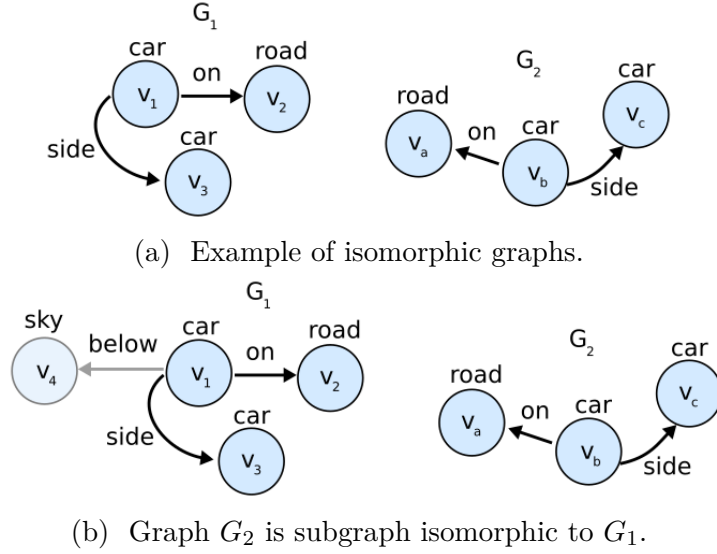 G1
car
road
on
v1
v2
side
car
v3
G2
car
road
vc
on
car
va
vb
side
(a) Example of isomorphic graphs.
G1
sky
car
road
below
on
v4
v1
v2
side
car
v3
G2
car
road
vc
on
car
va
vb
side
(b) Graph G2 is subgraph isomorphic to G1.